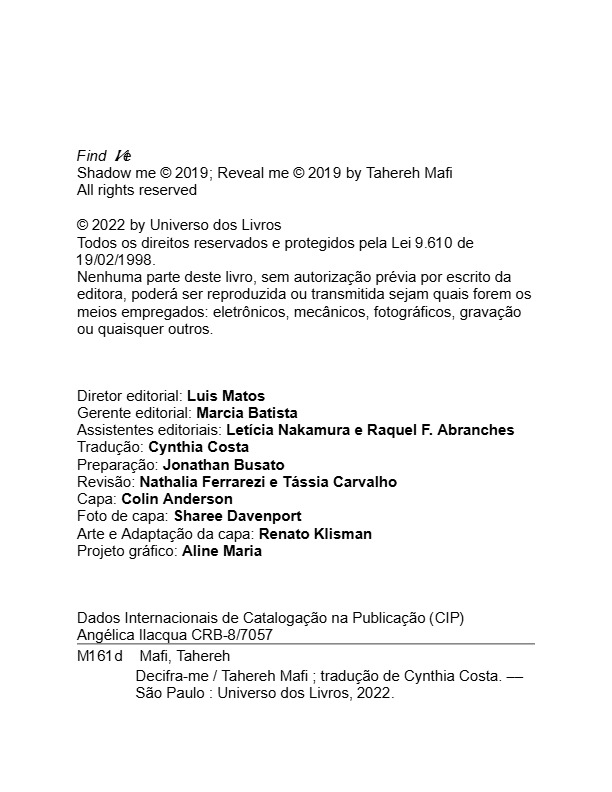 Find Me
Shadow me © 2019; Reveal me © 2019 by Tahereh Mafi
All rights reserved
© 2022 by Universo dos Livros
Todos os direitos reservados e protegidos pela Lei 9.610 de
19/02/1998.
Nenhuma parte deste livro, sem autorização prévia por escrito da
editora, poderá ser reproduzida ou transmitida sejam quais forem os
meios empregados: eletrônicos, mecânicos, fotográficos, gravação
ou quaisquer outros.
Diretor editorial: Luis Matos
Gerente editorial: Marcia Batista
Assistentes editoriais: Letícia Nakamura e Raquel F. Abranches
Tradução: Cynthia Costa
Preparação: Jonathan Busato
Revisão: Nathalia Ferrarezi e Tássia Carvalho
Capa: Colin Anderson
Foto de capa: Sharee Davenport
Arte e Adaptação da capa: Renato Klisman
Projeto gráfico: Aline Maria
Dados Internacionais de Catalogação na Publicação (CIP)
Angélica Ilacqua CRB-8/7057
M161d Mafi, Tahereh
Decifra-me / Tahereh Mafi ; tradução de Cynthia Costa. ––
São Paulo : Universo dos Livros, 2022.